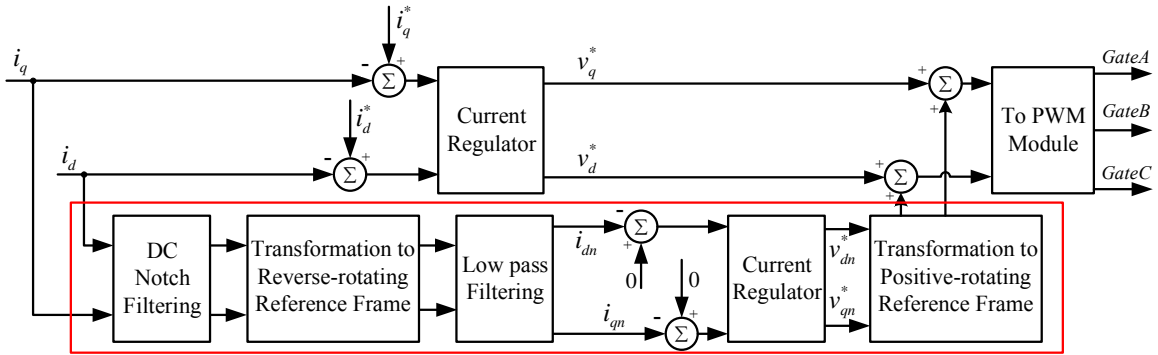 i_q
i_q^*
-
+
Σ
i_d
i_d^*
-
+
Σ
Current
Regulator
v_q^*
v_d^*
+
Σ
+
+
Σ
+
To PWM
Module
GateA
GateB
GateC
DC
Notch
Filtering
Transformation to
Reverse-rotating
Reference Frame
Low pass
Filtering
i_dn
-
Σ
+
0
i_qn
0
-
+
Σ
Current
Regulator
v_dn^*
v_qn^*
Transformation to
Positive-rotating
Reference Frame